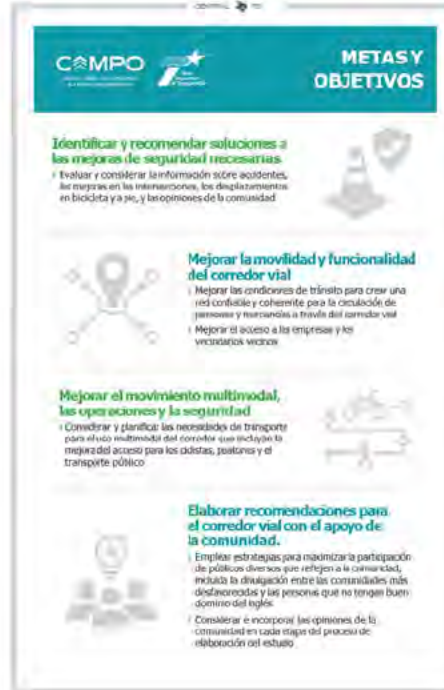 CAMPO
METAS Y
OBJETIVOS
Identificar y recomendar soluciones a
las mejoras de seguridad necesarias
Evaluar y considerar la información sobre accidentes,
las mejoras en las intersecciones, los desplazamientos
en bicicleta y a pie, y las opiniones de la comunidad
Mejorar la movilidad y funcionalidad
del corredor vial
Mejorar las condiciones de tránsito para crear una
red confiable y coherente para la circulación de
personas y mercancías a través del corredor vial
Mejorar el acceso a las empresas y los
vecindarios vecinos
Mejorar el movimiento multimodal,
las operaciones y la seguridad
Considerar y planificar las necesidades de transporte
para el uso multimodal del corredor que incluyan la
mejora del acceso para los ciclistas, peatones y el
transporte público
Elaborar recomendaciones para
el corredor vial con el apoyo de
la comunidad.
Emplear estrategias para maximizar la participación
de públicos diversos que reflejen a la comunidad,
incluida la divulgación entre las comunidades más
desfavorecidas y las personas que no tengan buen
dominio del inglés
Considerar e incorporar las opiniones de la
comunidad en cada etapa del proceso de
elaboración del estudio